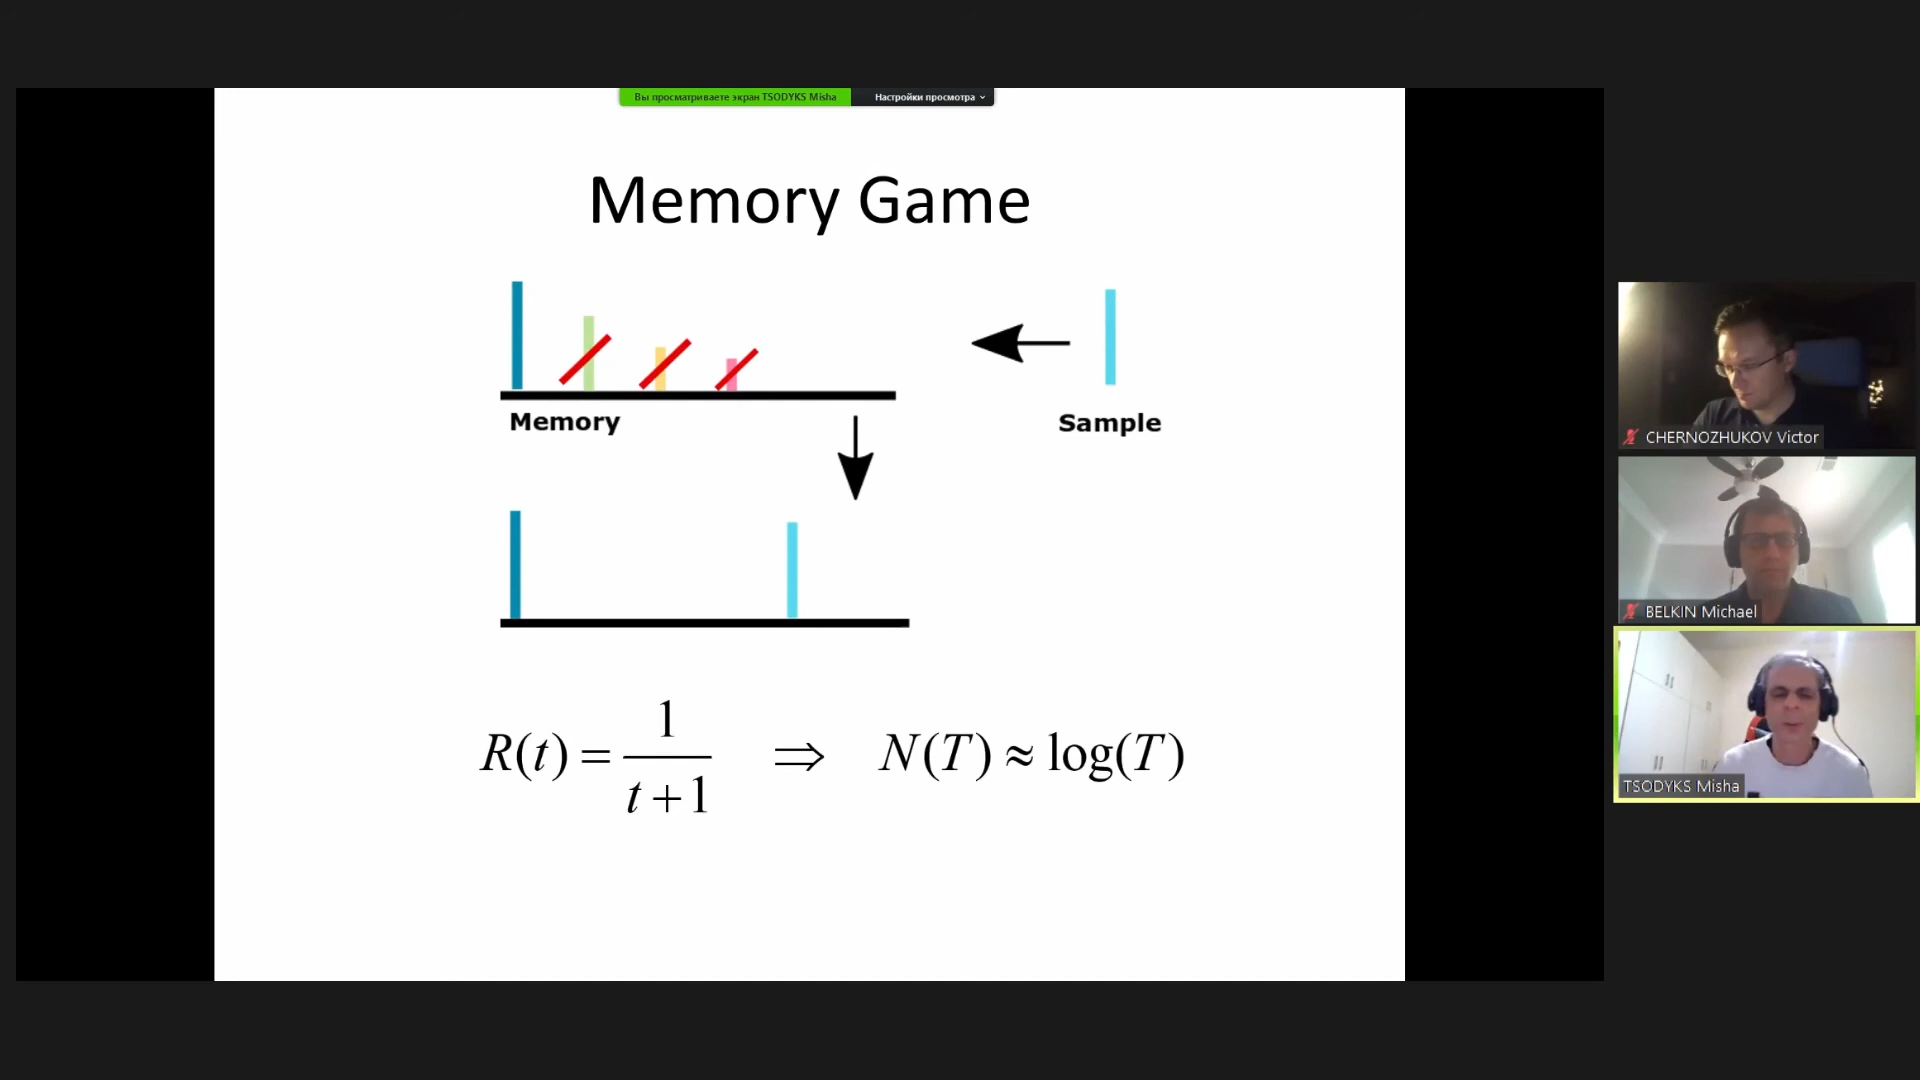 Вы просматриваете экран TSODYKS Misha
Настройки просмотра
Memory Game
Memory
Sample
R(t) = 1/(t+1) ⇒ N(T) ≈ log(T)
CHERNOZHUKOV Victor
BELKIN Michael
TSODYKS Misha